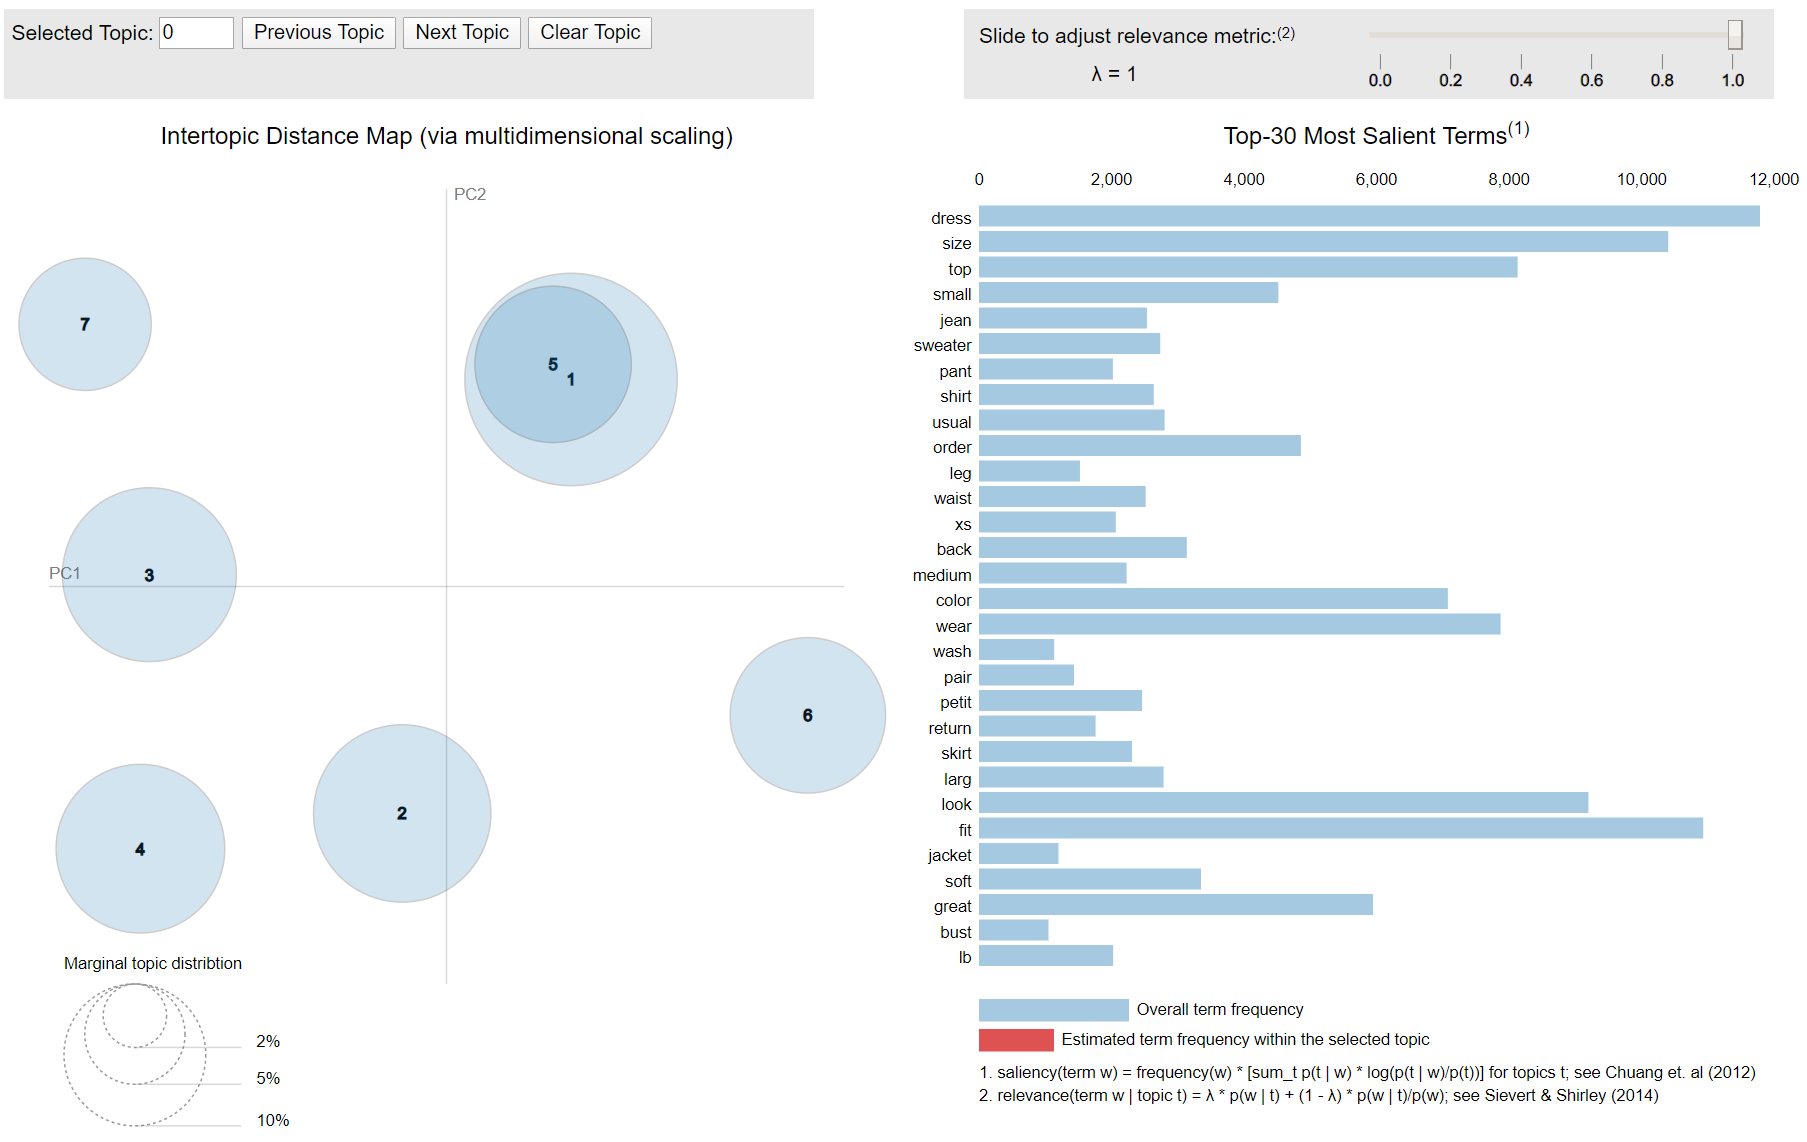 Selected Topic: 0 Previous Topic Next Topic Clear Topic
Slide to adjust relevance metric:(2)
λ = 1
0.0 0.2 0.4 0.6 0.8 1.0
Intertopic Distance Map (via multidimensional scaling)
PC2
7
5
1
PC1
3
6
2
4
Marginal topic distribtion
2%
5%
10%
Top-30 Most Salient Terms(1)
0 2,000 4,000 6,000 8,000 10,000 12,000
dress
size
top
small
jean
sweater
pant
shirt
usual
order
leg
waist
xs
back
medium
color
wear
wash
pair
petit
return
skirt
larg
look
fit
jacket
soft
great
bust
lb
Overall term frequency
Estimated term frequency within the selected topic
1. saliency(term w) = frequency(w) * [sum_t p(t | w) * log(p(t | w)/p(t))] for topics t; see Chuang et. al (2012)
2. relevance(term w | topic t) = λ * p(w | t) + (1 - λ) * p(w | t)/p(w); see Sievert & Shirley (2014)